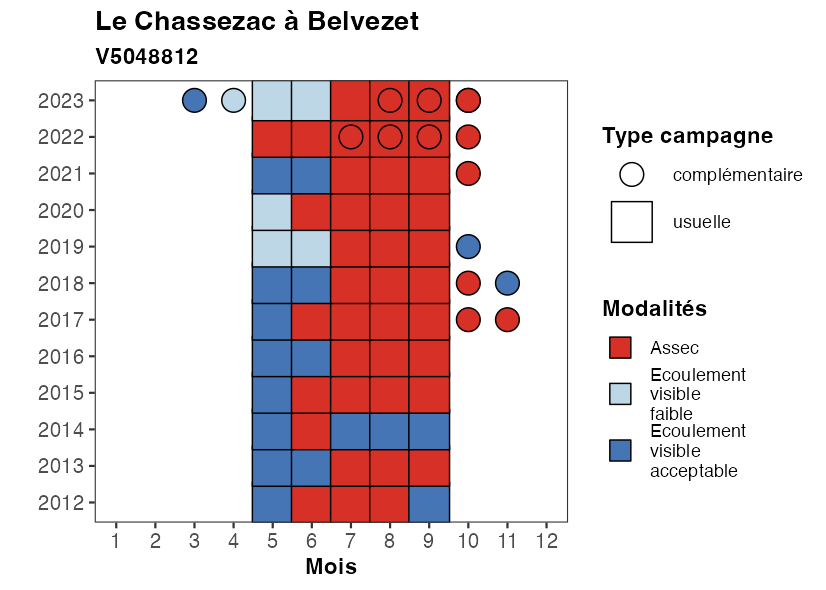 Le Chassezac à Belvezet
V5048812
2023
2022
2021
2020
2019
2018
2017
2016
2015
2014
2013
2012
1 2 3 4 5 6 7 8 9 10 11 12
Mois
Type campagne
complémentaire
usuelle
Modalités
Assec
Ecoulement
visible
faible
Ecoulement
visible
acceptable